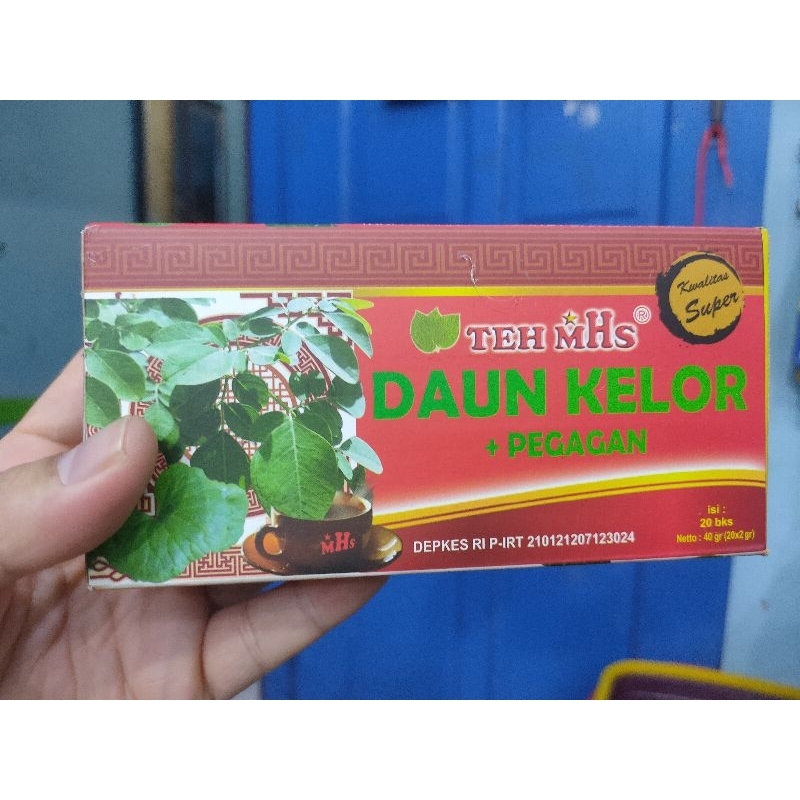 Kwalitas
Super
TEH MHS ®
DAUN KELOR
+ PEGAGAN
isi :
20 bks
Netto : 40 gr (20x2 gr)
DEPKES RI P-IRT 210121207123024
MHS